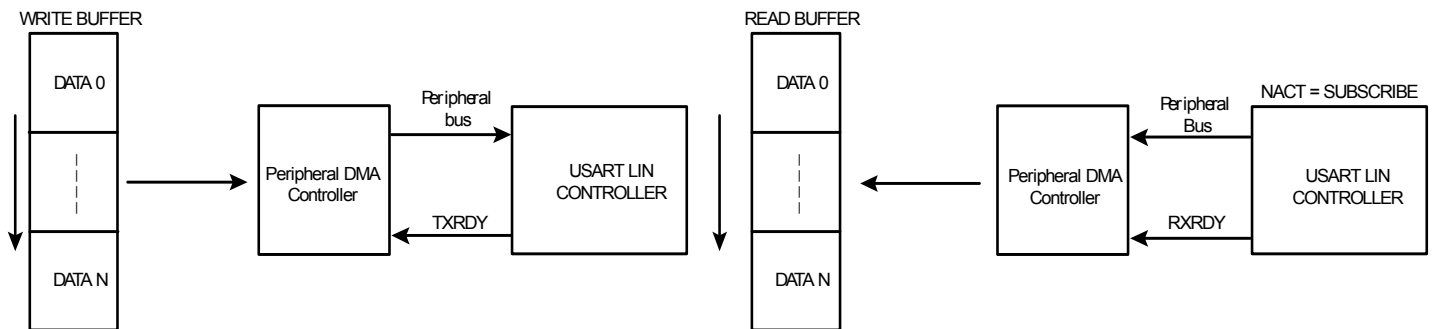 WRITE BUFFER
DATA 0
DATA N
Peripheral DMA
Controller
Peripheral
bus
TXRDY
USART LIN
CONTROLLER
READ BUFFER
DATA 0
DATA N
Peripheral DMA
Controller
Peripheral
Bus
RXRDY
NACT = SUBSCRIBE
USART LIN
CONTROLLER